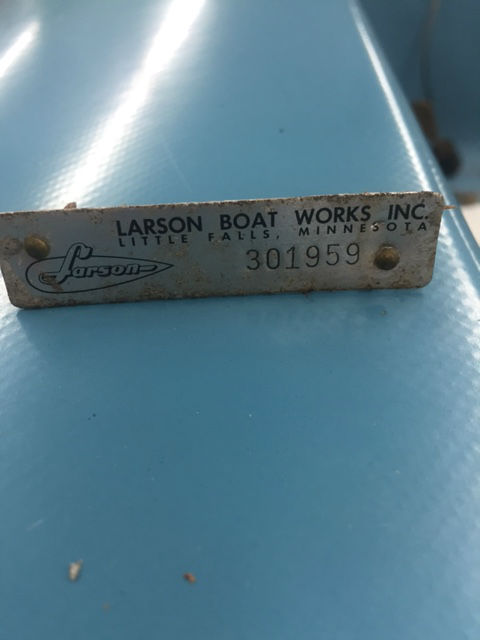 LARSON BOAT WORKS INC.
LITTLE FALLS, MINNESOTA
Larson
301959